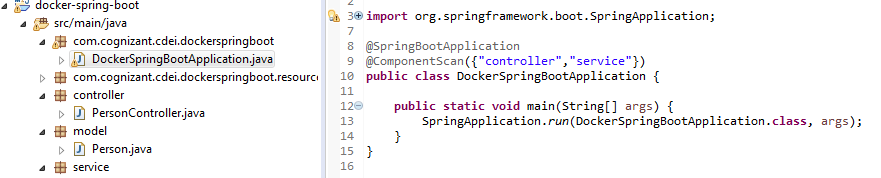 docker-spring-boot
src/main/java
com.cognizant.cdei.dockerspringboot
DockerSpringBootApplication.java
com.cognizant.cdei.dockerspringboot.resource
controller
PersonController.java
model
Person.java
service
2
3 import org.springframework.boot.SpringApplication;
7
8 @SpringBootApplication
9 @ComponentScan({"controller","service"})
10 public class DockerSpringBootApplication {
11
12 public static void main(String[] args) {
13 SpringApplication.run(DockerSpringBootApplication.class, args);
14 }
15 }
16